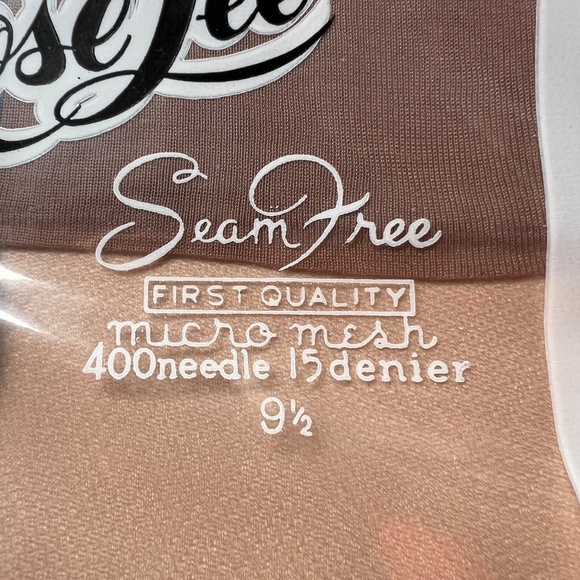 Seam Free
FIRST QUALITY
micro mesh
400needle 15denier
9½